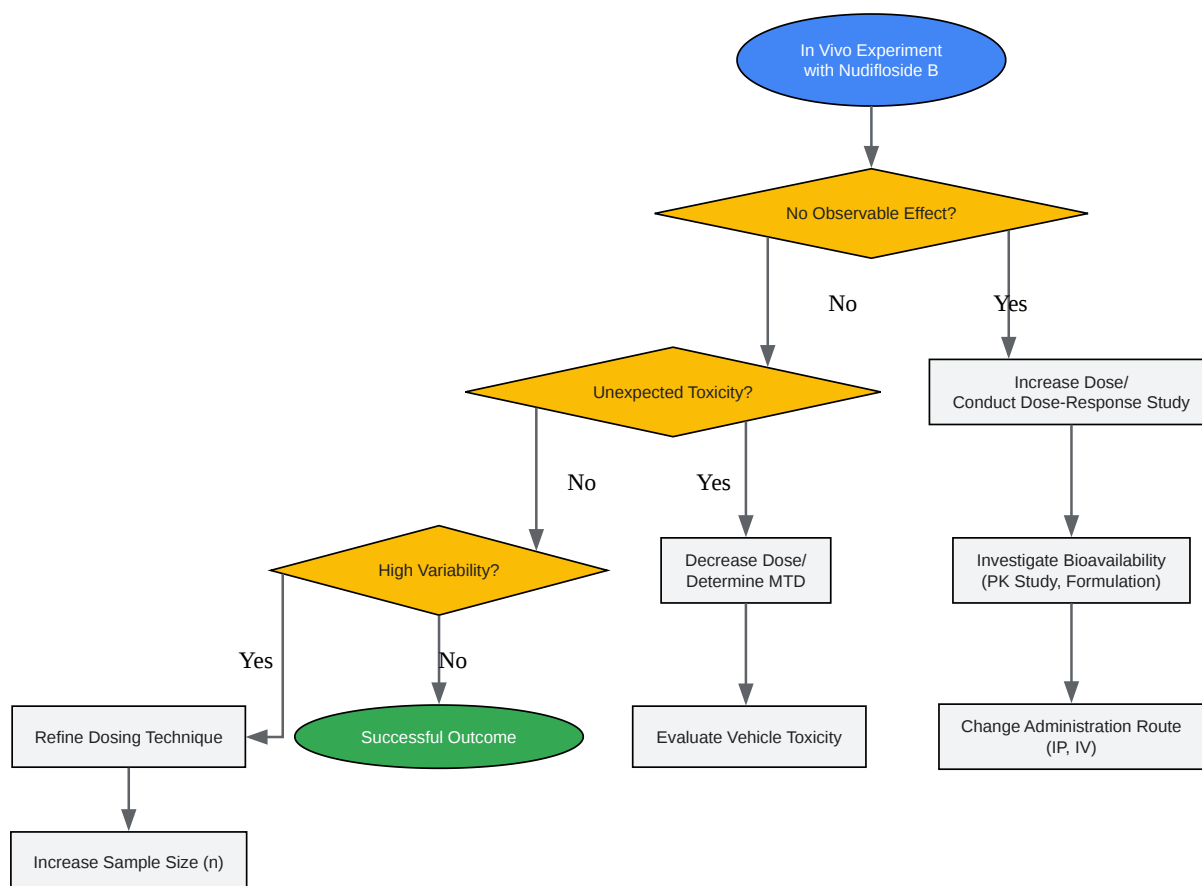 In Vivo Experiment
with Nudifloside B
No Observable Effect?
No
Yes
Unexpected Toxicity?
Increase Dose/
Conduct Dose-Response Study
No
Yes
High Variability?
Decrease Dose/
Determine MTD
Investigate Bioavailability
(PK Study, Formulation)
Yes
No
Refine Dosing Technique
Successful Outcome
Evaluate Vehicle Toxicity
Change Administration Route
(IP, IV)
Increase Sample Size (n)